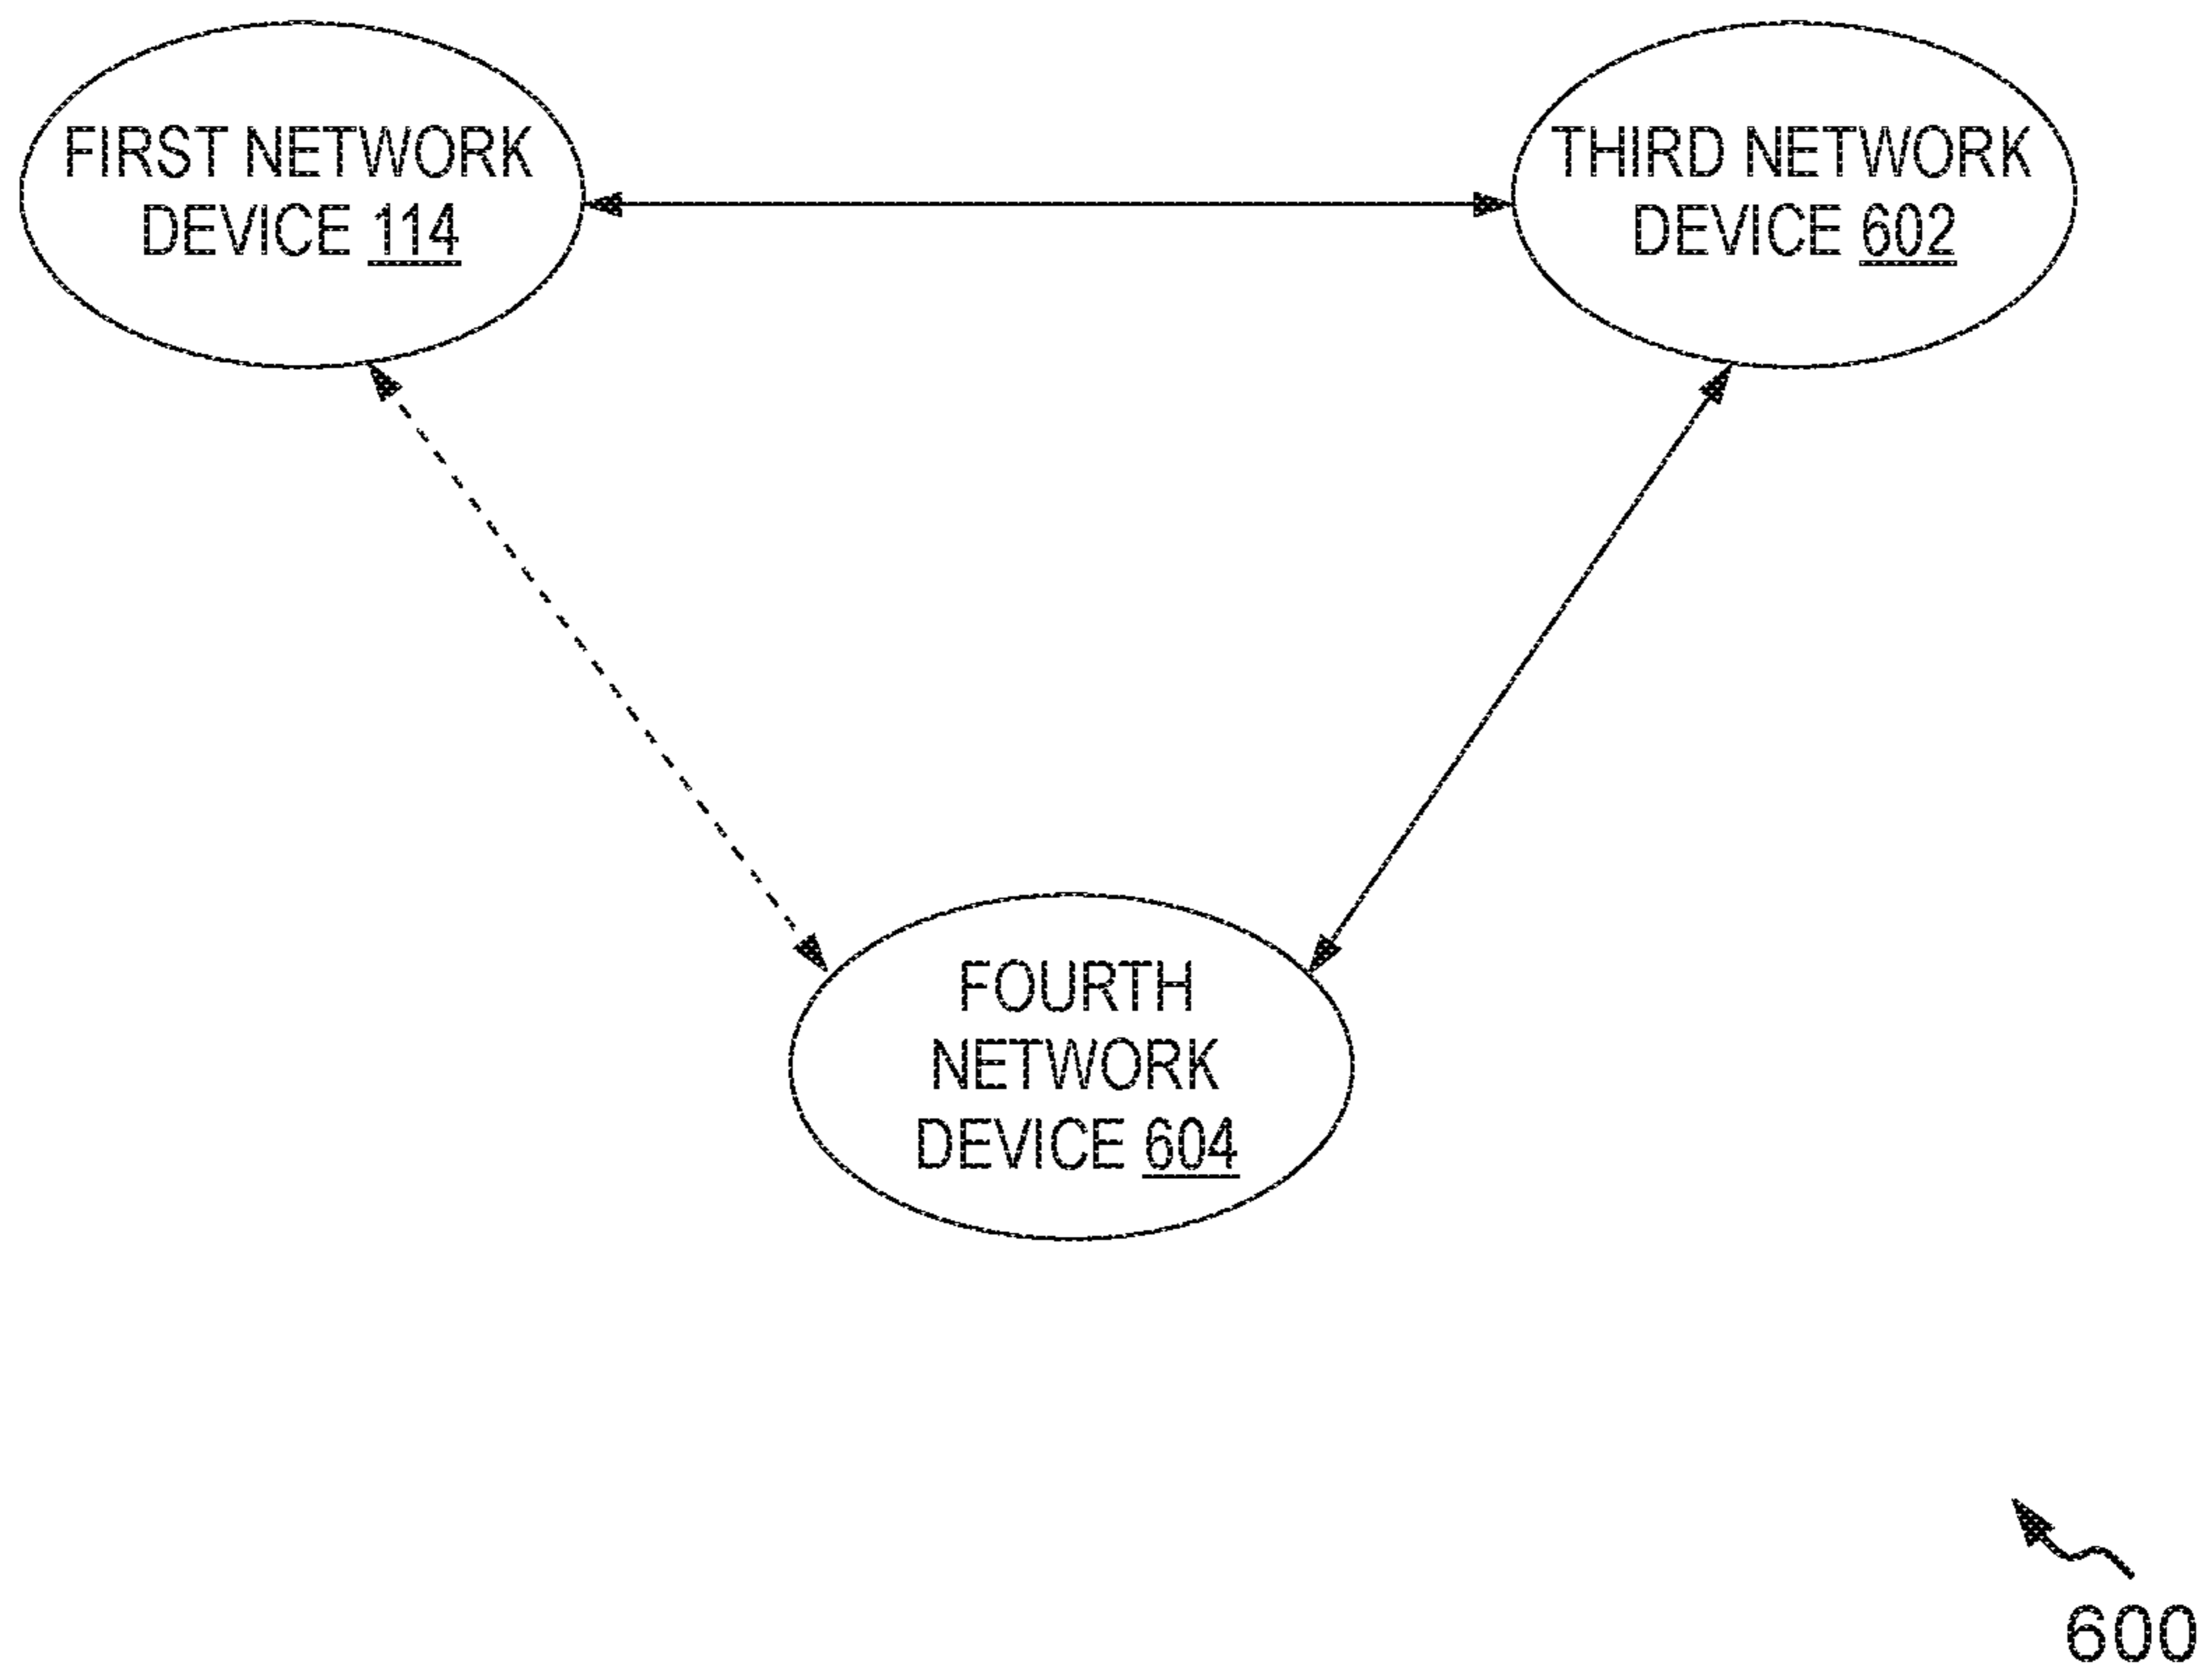 FIRST NETWORK
DEVICE 114
THIRD NETWORK
DEVICE 602
FOURTH
NETWORK
DEVICE 604
600